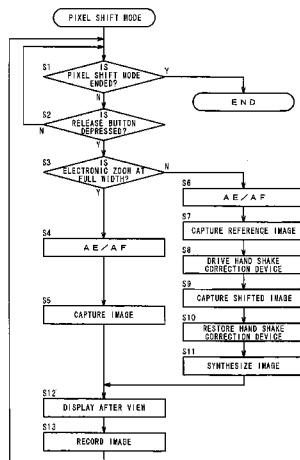 PIXEL SHIFT MODE
S1
IS
PIXEL SHIFT MODE
ENDED?
Y
N
END
S2
IS
RELEASE BUTTON
DEPRESSED?
N
Y
S3
IS
ELECTRONIC ZOOM AT
FULL WIDTH?
N
Y
S6
AE/AF
S7
CAPTURE REFERENCE IMAGE
S8
DRIVE HAND SHAKE
CORRECTION DEVICE
S9
CAPTURE SHIFTED IMAGE
S10
RESTORE HAND SHAKE
CORRECTION DEVICE
S11
SYNTHESIZE IMAGE
S4
AE/AF
S5
CAPTURE IMAGE
S12
DISPLAY AFTER VIEW
S13
RECORD IMAGE